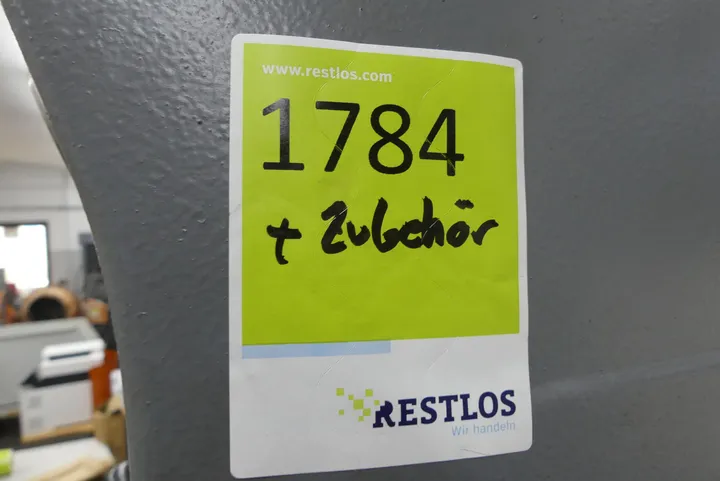 www.restlos.com
1784
+ Zubehör
RESTLOS
Wir handeln